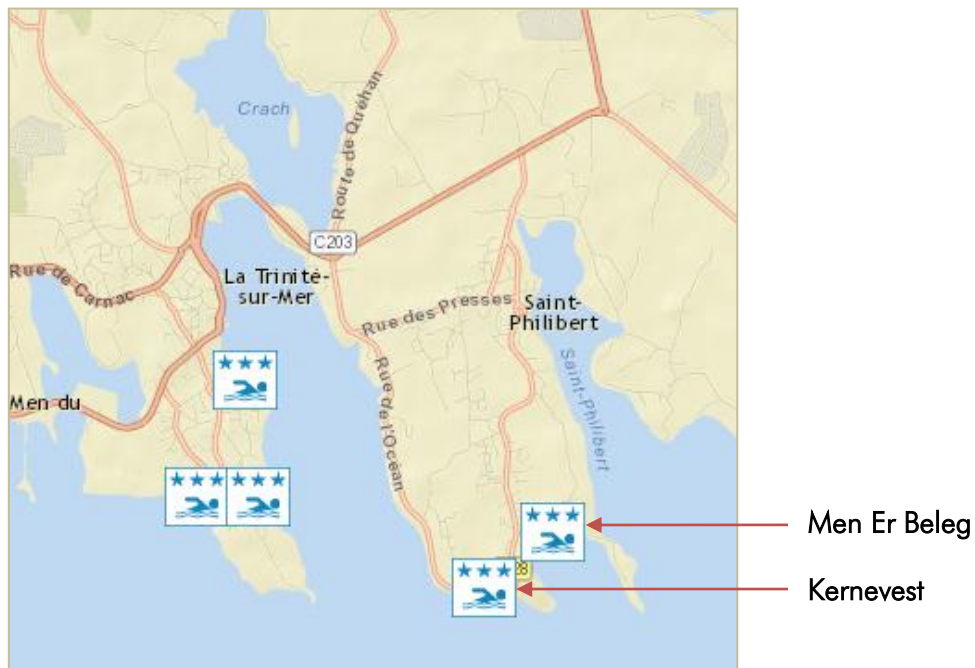 Crach
Route de Quéhan
C203
Rue de Carnac
La Trinité-
sur-Mer
Rue des Presses
Saint-
Philibert
Saint-Philibert
Men du
Rue de l'Océan
Men Er Beleg
28
Kernevest